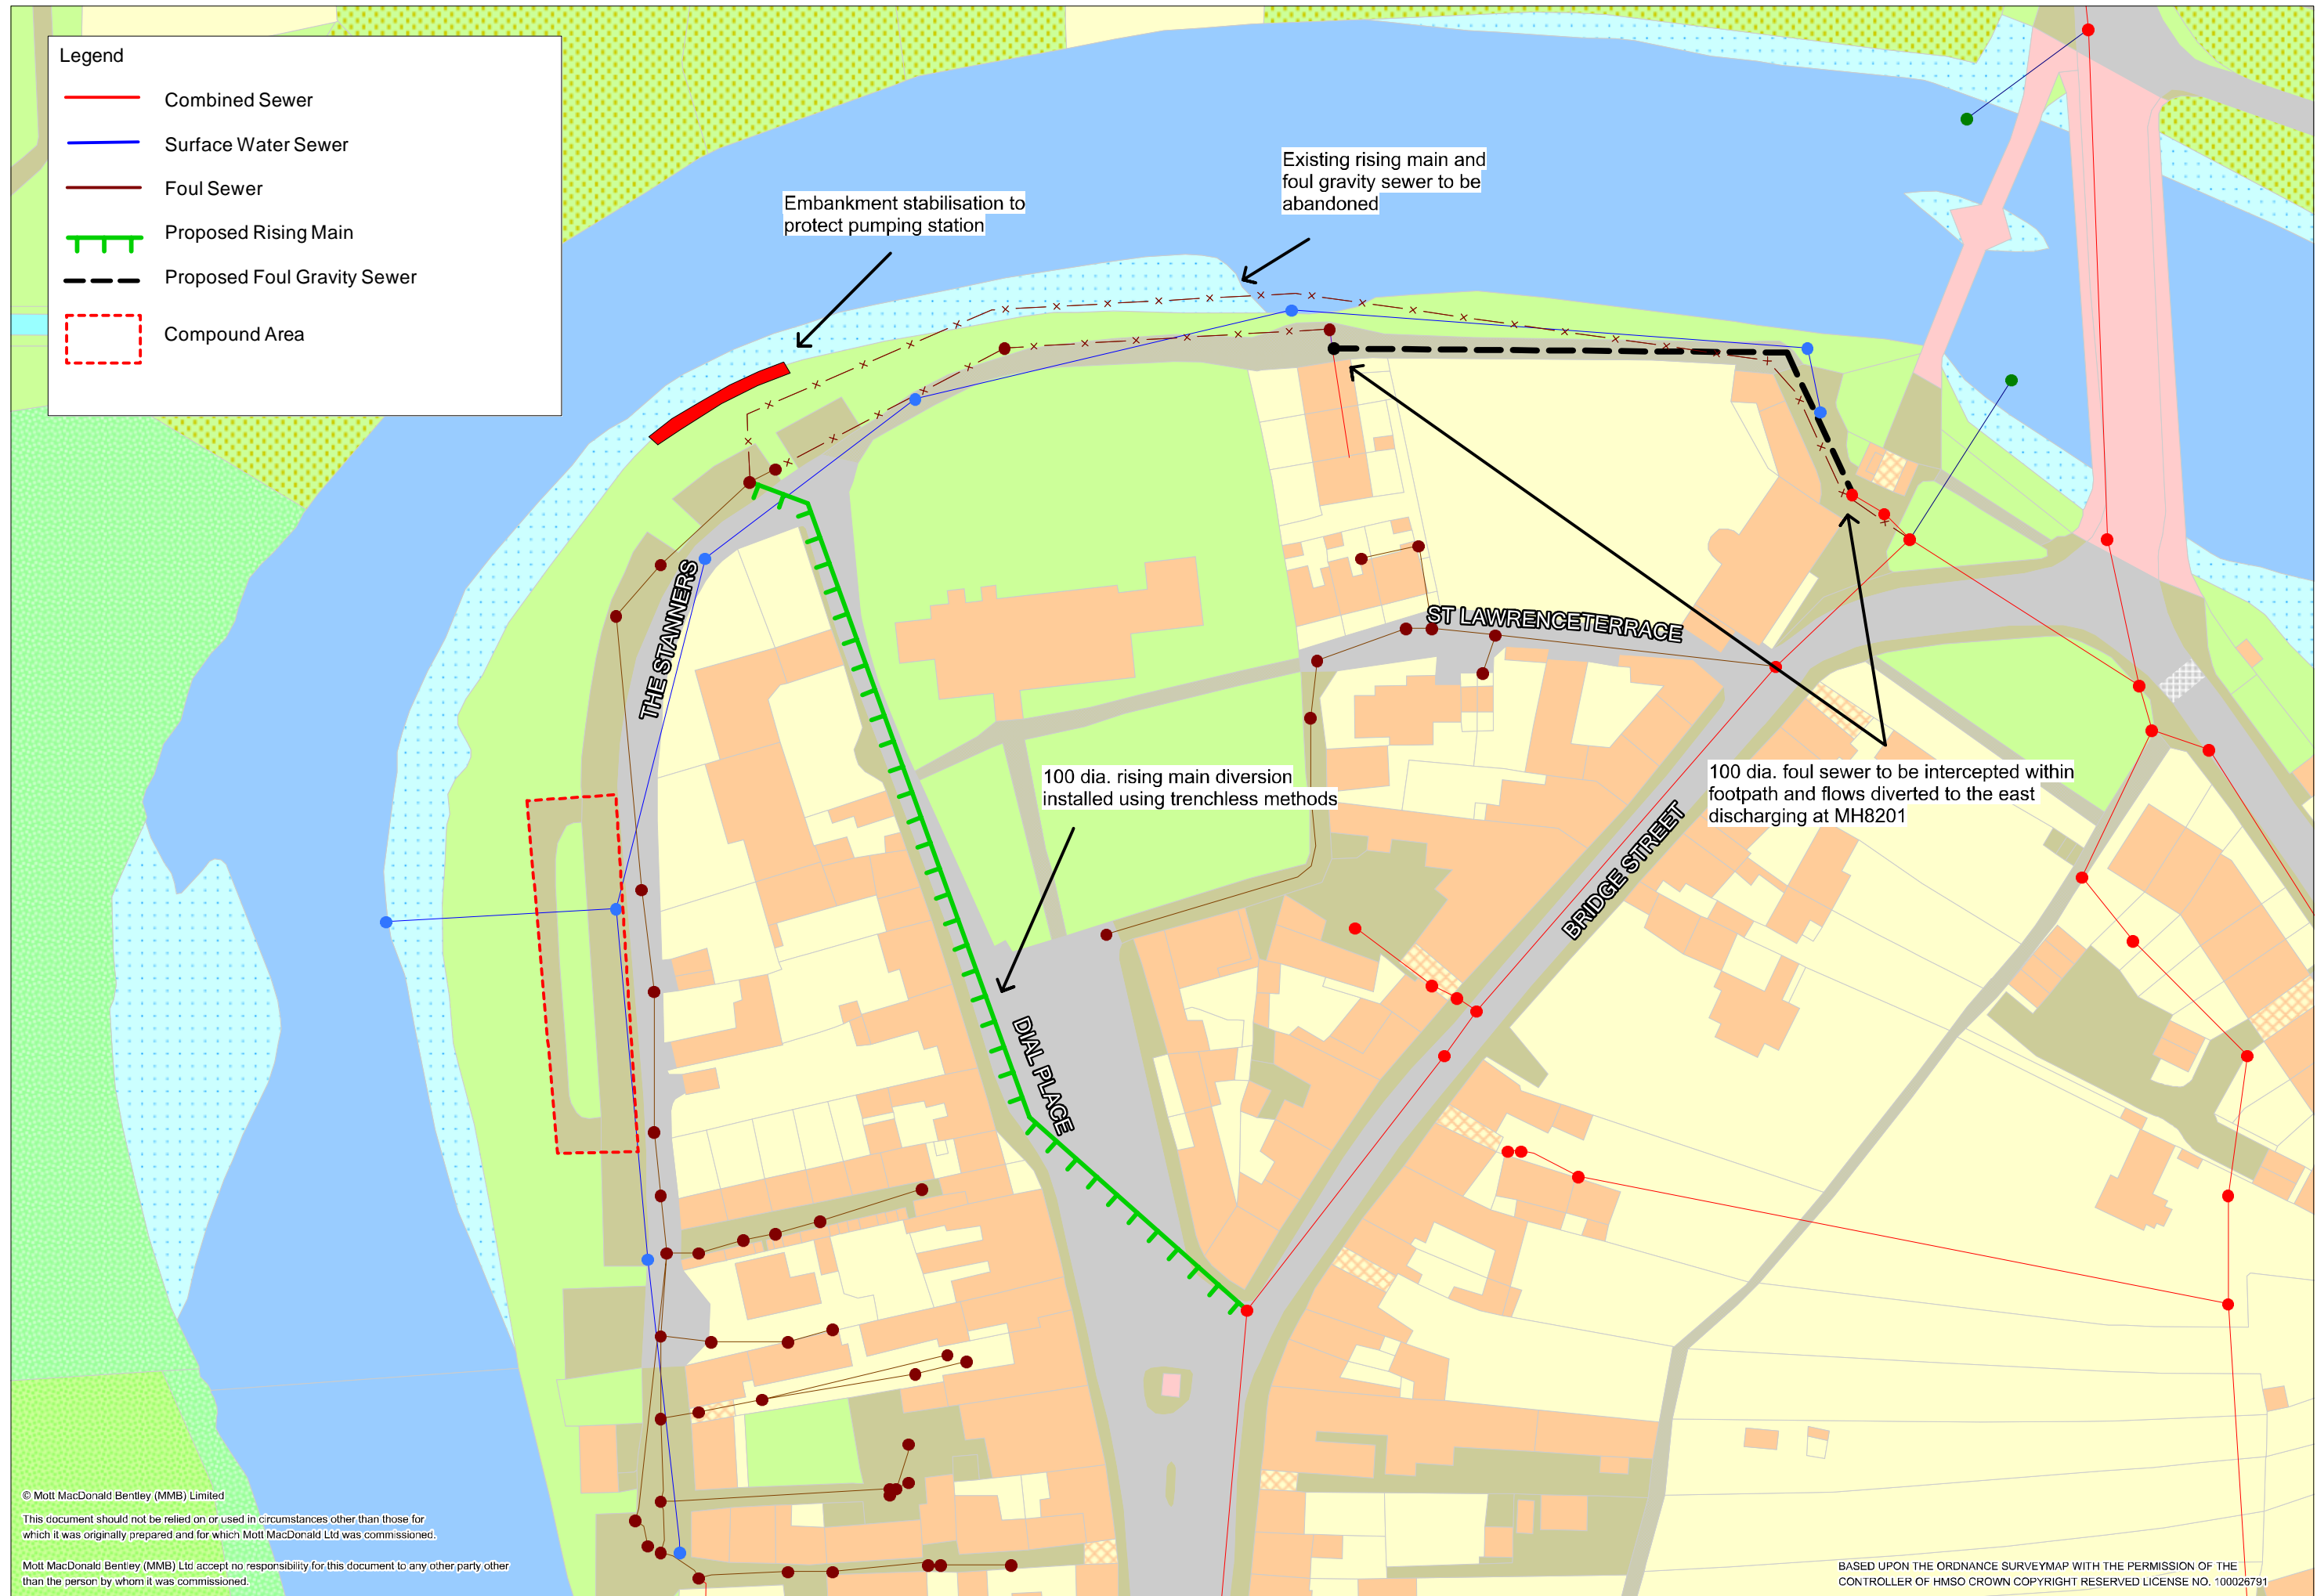 Legend
Combined Sewer
Surface Water Sewer
Foul Sewer
Proposed Rising Main
Proposed Foul Gravity Sewer
Compound Area
Existing rising main and
foul gravity sewer to be
abandoned
Embankment stabilisation to
protect pumping station
THE STANNERS
ST LAWRENCETERRACE
100 dia. rising main diversion
installed using trenchless methods
100 dia. foul sewer to be intercepted within
footpath and flows diverted to the east
discharging at MH8201
BRIDGE STREET
DIAL PLACE
© Mott MacDonald Bentley (MMB) Limited
This document should not be relied on or used in circumstances other than those for
which it was originally prepared and for which Mott MacDonald Ltd was commissioned.
Mott MacDonald Bentley (MMB) Ltd accept no responsibility for this document to any other party other
than the person by whom it was commissioned.
BASED UPON THE ORDNANCE SURVEYMAP WITH THE PERMISSION OF THE
CONTROLLER OF HMSO CROWN COPYRIGHT RESERVED LICENSE NO. 100026791